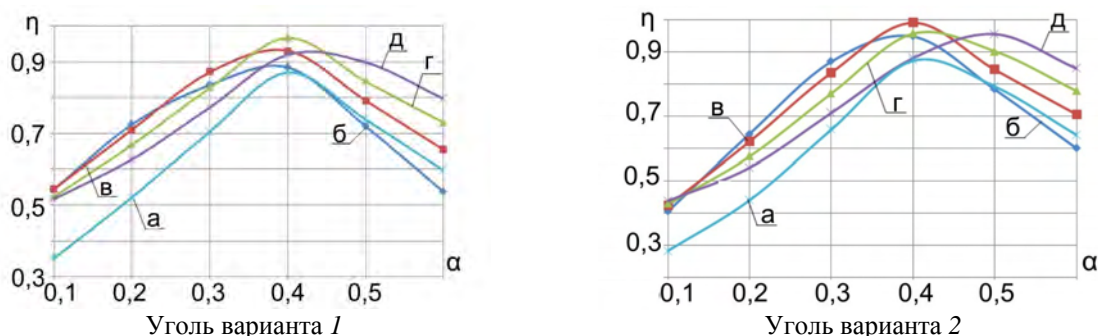 η
0,9
0,7
0,5
0,3
д
г
б
в
а
α
0,1 0,2 0,3 0,4 0,5
Уголь варианта 1
η
0,9
0,7
0,5
0,3
д
в
г
б
а
α
0,1 0,2 0,3 0,4 0,5
Уголь варианта 2